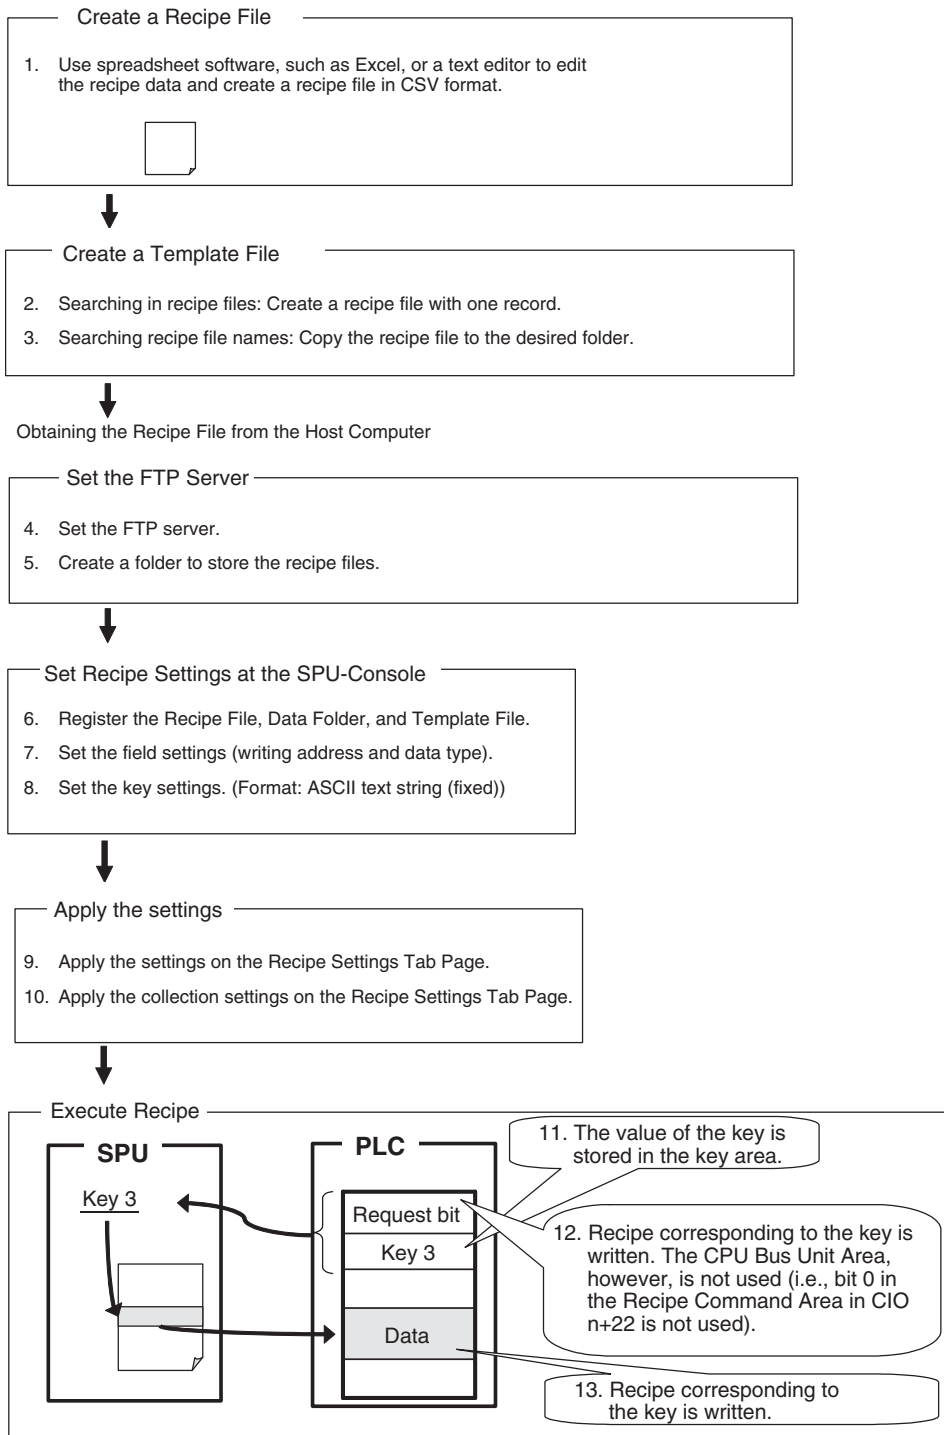 Create a Recipe File
1. Use spreadsheet software, such as Excel, or a text editor to edit
the recipe data and create a recipe file in CSV format.
Create a Template File
2. Searching in recipe files: Create a recipe file with one record.
3. Searching recipe file names: Copy the recipe file to the desired folder.
Obtaining the Recipe File from the Host Computer
Set the FTP Server
4. Set the FTP server.
5. Create a folder to store the recipe files.
Set Recipe Settings at the SPU-Console
6. Register the Recipe File, Data Folder, and Template File.
7. Set the field settings (writing address and data type).
8. Set the key settings. (Format: ASCII text string (fixed))
Apply the settings
9. Apply the settings on the Recipe Settings Tab Page.
10. Apply the collection settings on the Recipe Settings Tab Page.
Execute Recipe
SPU
Key 3
PLC
Request bit
Key 3
Data
11. The value of the key is
stored in the key area.
12. Recipe corresponding to the key is
written. The CPU Bus Unit Area,
however, is not used (i.e., bit 0 in
the Recipe Command Area in CIO
n+22 is not used).
13. Recipe corresponding to
the key is written.